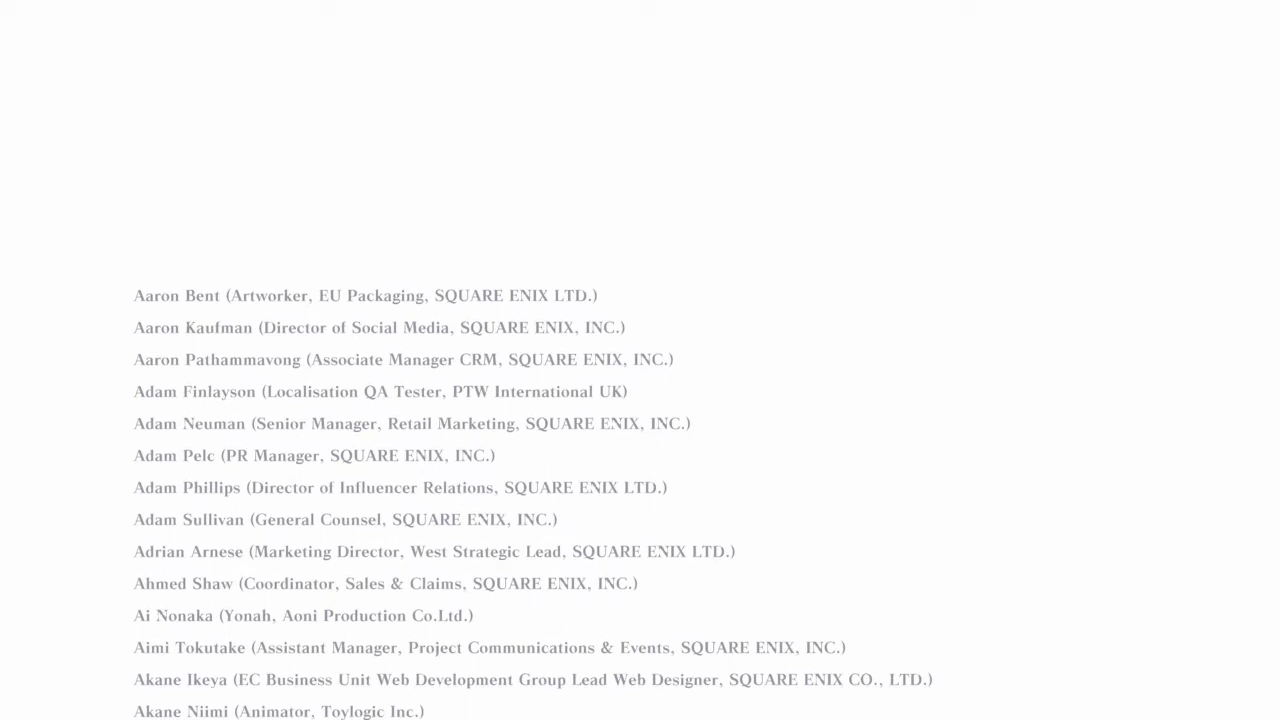 Aaron Bent (Artworker, EU Packaging, SQUARE ENIX LTD.)
Aaron Kaufman (Director of Social Media, SQUARE ENIX, INC.)
Aaron Pathammavong (Associate Manager CRM, SQUARE ENIX, INC.)
Adam Finlayson (Localisation QA Tester, PTW International UK)
Adam Neuman (Senior Manager, Retail Marketing, SQUARE ENIX, INC.)
Adam Pelc (PR Manager, SQUARE ENIX, INC.)
Adam Phillips (Director of Influencer Relations, SQUARE ENIX LTD.)
Adam Sullivan (General Counsel, SQUARE ENIX, INC.)
Adrian Arnese (Marketing Director, West Strategic Lead, SQUARE ENIX LTD.)
Ahmed Shaw (Coordinator, Sales & Claims, SQUARE ENIX, INC.)
Ai Nonaka (Yonah, Aoni Production Co.Ltd.)
Aimi Tokutake (Assistant Manager, Project Communications & Events, SQUARE ENIX, INC.)
Akane Ikeya (EC Business Unit Web Development Group Lead Web Designer, SQUARE ENIX CO., LTD.)
Akane Niimi (Animator, Toylogic Inc.)